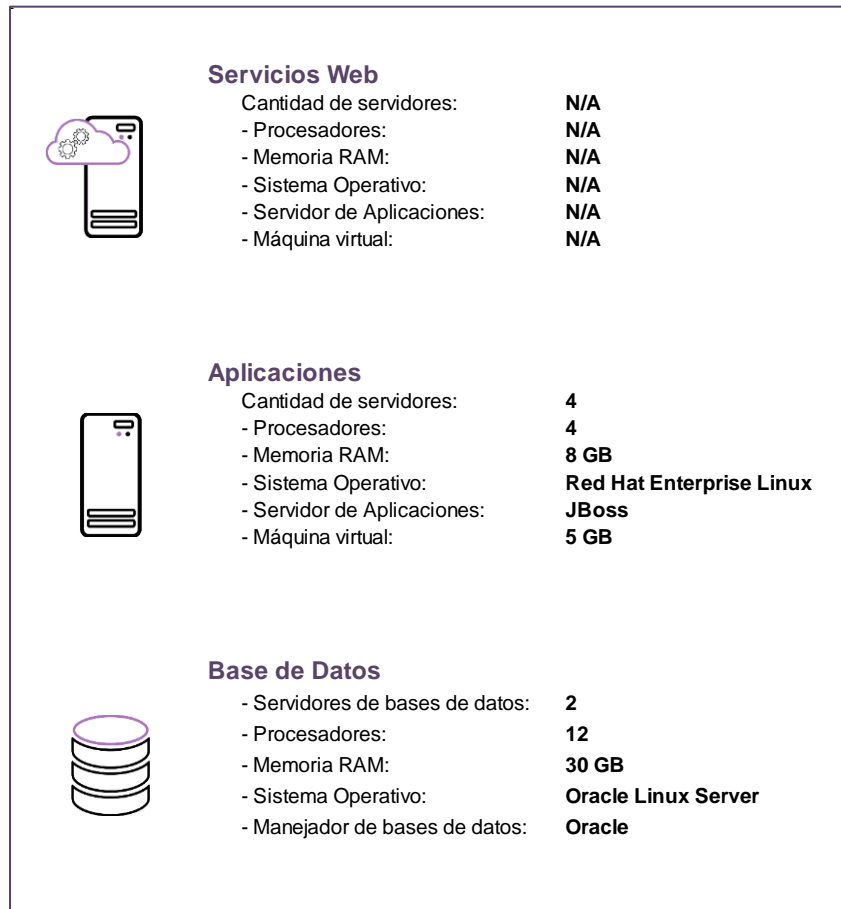 Servicios Web
Cantidad de servidores: N/A
- Procesadores: N/A
- Memoria RAM: N/A
- Sistema Operativo: N/A
- Servidor de Aplicaciones: N/A
- Máquina virtual: N/A
Aplicaciones
Cantidad de servidores: 4
- Procesadores: 4
- Memoria RAM: 8 GB
- Sistema Operativo: Red Hat Enterprise Linux
- Servidor de Aplicaciones: JBoss
- Máquina virtual: 5 GB
Base de Datos
- Servidores de bases de datos: 2
- Procesadores: 12
- Memoria RAM: 30 GB
- Sistema Operativo: Oracle Linux Server
- Manejador de bases de datos: Oracle